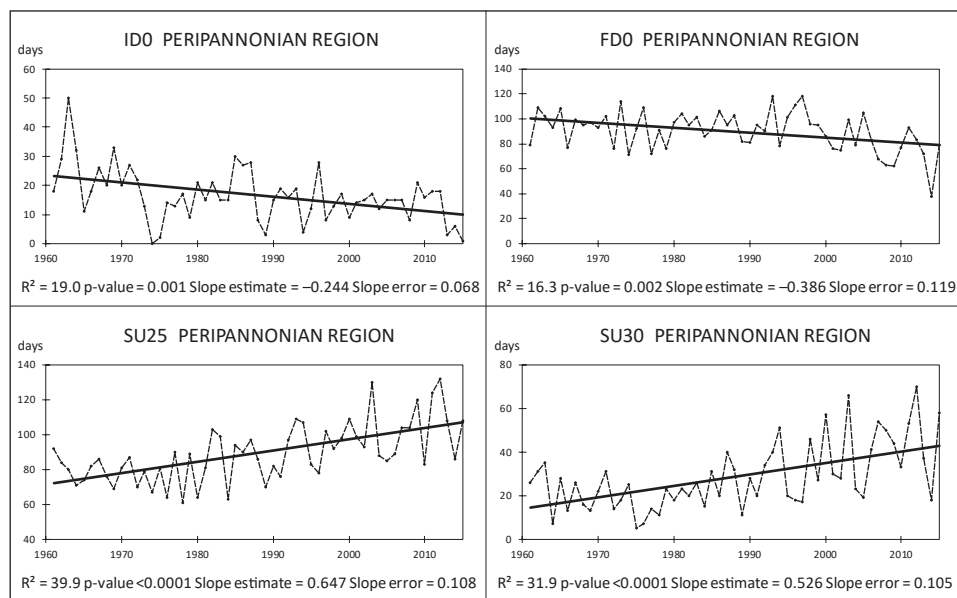 ID0 PERIPANNONIAN REGION
days
60
50
40
30
20
10
0
1960 1970 1980 1990 2000 2010
R² = 19.0 p-value = 0.001 Slope estimate = –0.244 Slope error = 0.068
FD0 PERIPANNONIAN REGION
days
140
120
100
80
60
40
20
0
1960 1970 1980 1990 2000 2010
R² = 16.3 p-value = 0.002 Slope estimate = –0.386 Slope error = 0.119
SU25 PERIPANNONIAN REGION
days
140
120
100
80
60
40
1960 1970 1980 1990 2000 2010
R² = 39.9 p-value <0.0001 Slope estimate = 0.647 Slope error = 0.108
SU30 PERIPANNONIAN REGION
days
80
60
40
20
0
1960 1970 1980 1990 2000 2010
R² = 31.9 p-value <0.0001 Slope estimate = 0.526 Slope error = 0.105